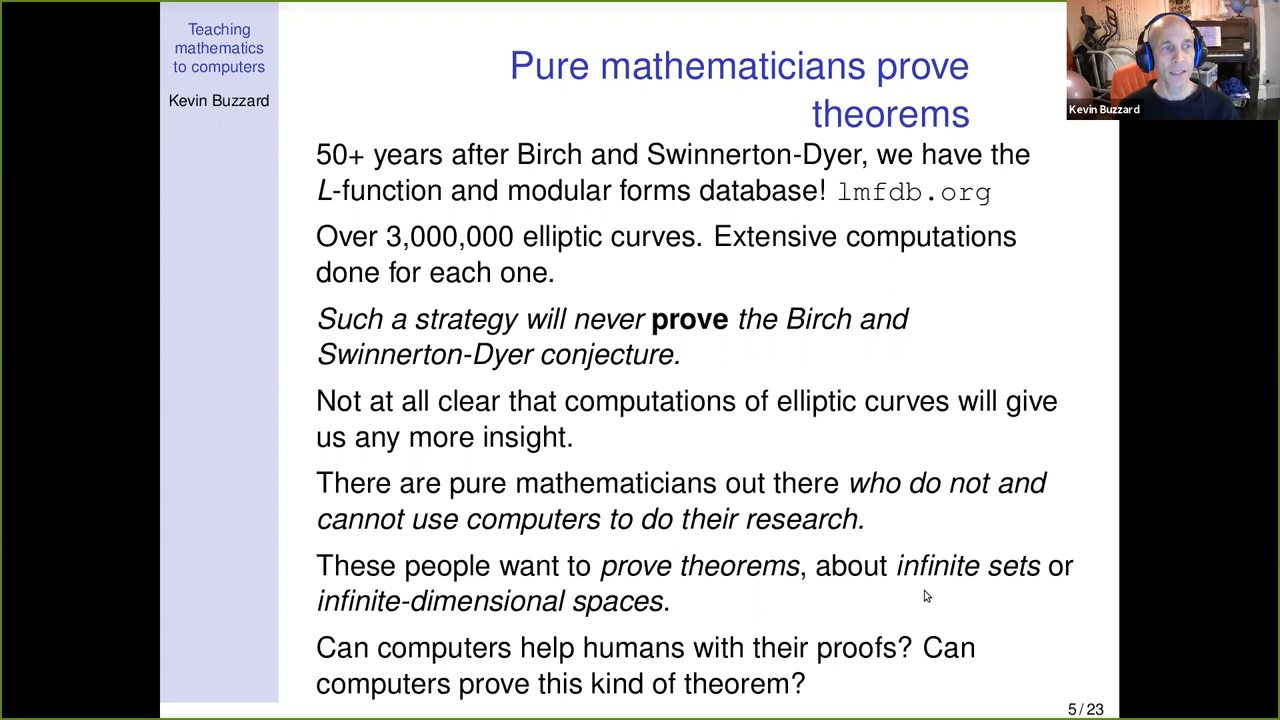 Teaching
mathematics
to computers
Kevin Buzzard
Pure mathematicians prove
theorems
50+ years after Birch and Swinnerton-Dyer, we have the
L-function and modular forms database! lmfdb.org
Over 3,000,000 elliptic curves. Extensive computations
done for each one.
Such a strategy will never prove the Birch and
Swinnerton-Dyer conjecture.
Not at all clear that computations of elliptic curves will give
us any more insight.
There are pure mathematicians out there who do not and
cannot use computers to do their research.
These people want to prove theorems, about infinite sets or
infinite-dimensional spaces.
Can computers help humans with their proofs? Can
computers prove this kind of theorem?
5 / 23
Kevin Buzzard